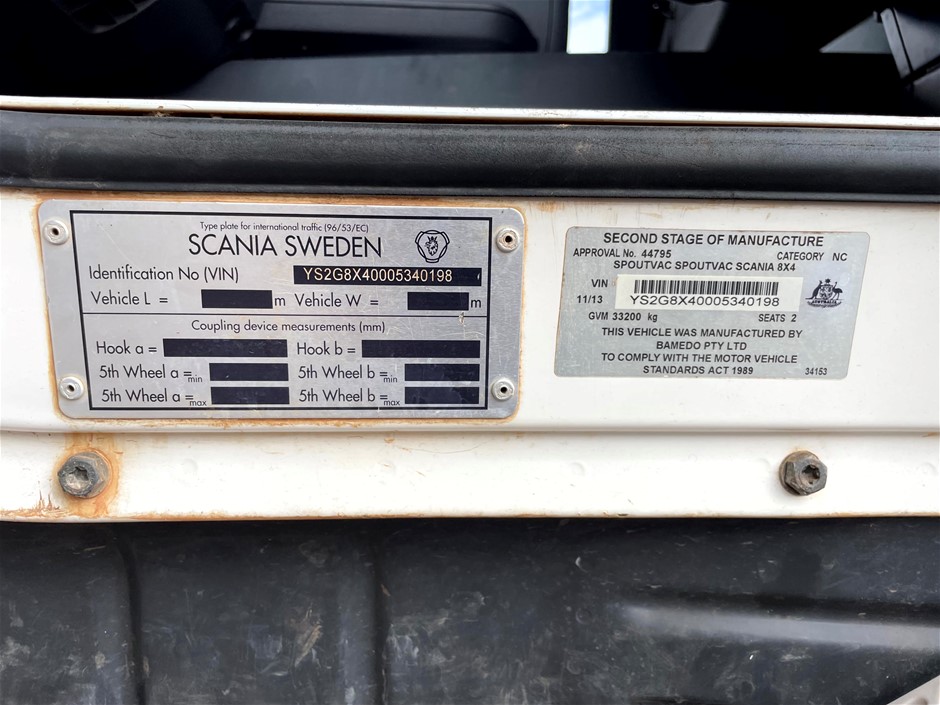 Type plate for international traffic (96/53/EC)
SCANIA SWEDEN
Identification No (VIN) YS2G8X40005340198
Vehicle L = m Vehicle W = m
Coupling device measurements (mm)
Hook a = Hook b =
5th Wheel a = min 5th Wheel b = min
5th Wheel a = max 5th Wheel b = max
SECOND STAGE OF MANUFACTURE
APPROVAL No. 44795 CATEGORY NC
SPOUTVAC SPOUTVAC SCANIA 8X4
VIN
11/13 YS2G8X40005340198
AUSTRALIA
GVM 33200 kg SEATS 2
THIS VEHICLE WAS MANUFACTURED BY
BAMEDO PTY LTD
TO COMPLY WITH THE MOTOR VEHICLE
STANDARDS ACT 1989 34153